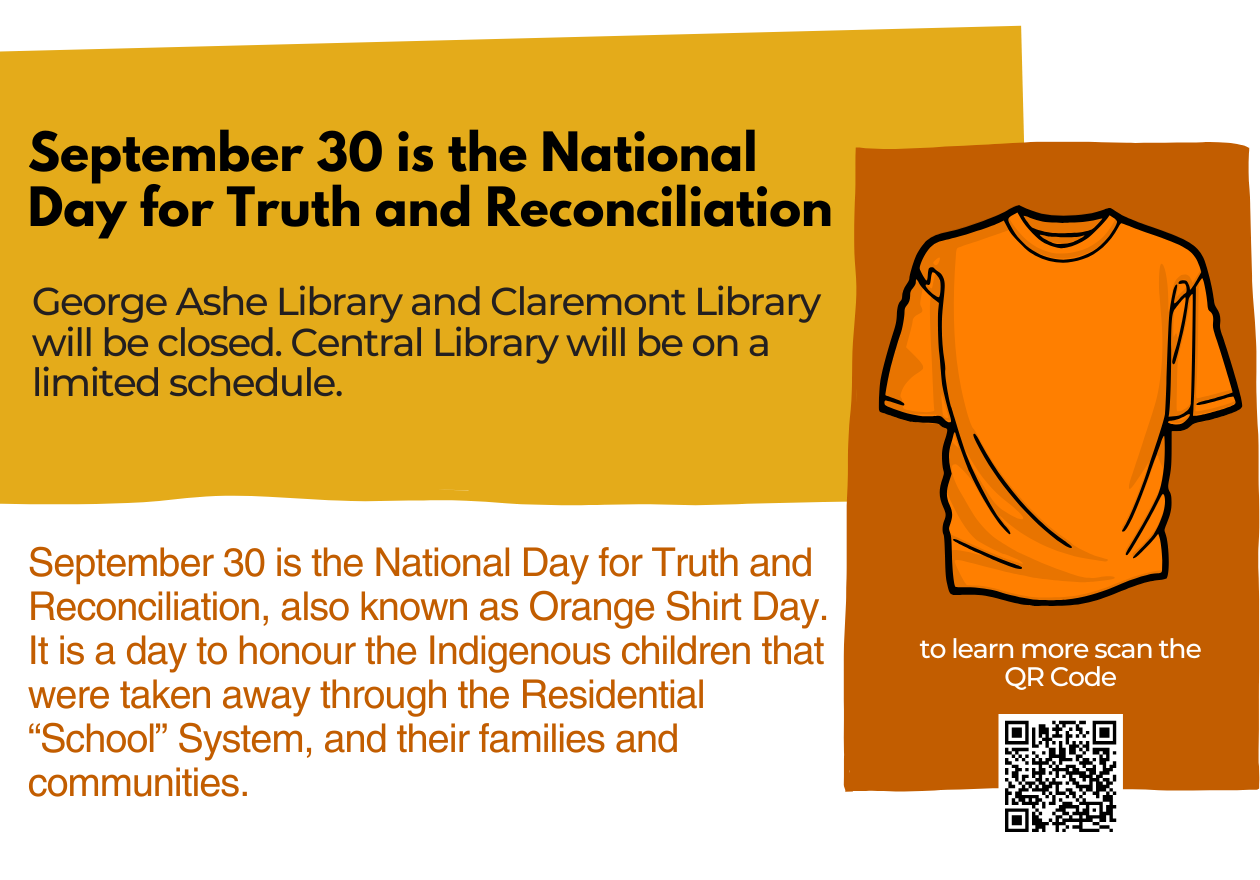 September 30 is the National
Day for Truth and Reconciliation
George Ashe Library and Claremont Library
will be closed. Central Library will be on a
limited schedule.
September 30 is the National Day for Truth and
Reconciliation, also known as Orange Shirt Day.
It is a day to honour the Indigenous children that
were taken away through the Residential
“School” System, and their families and
communities.
to learn more scan the
QR Code